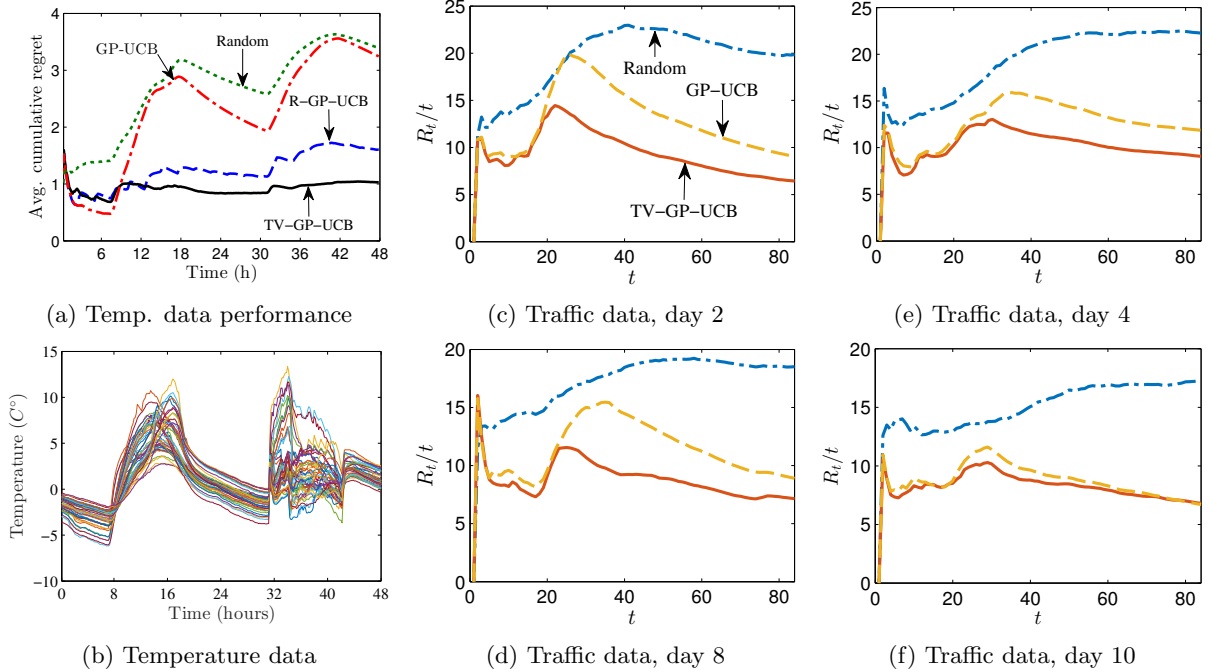 4
3
2
1
0
Avg. cumulative regret
GP-UCB
Random
R-GP-UCB
TV-GP-UCB
6 12 18 24 30 36 42 48
Time (h)
(a) Temp. data performance
25
20
15
10
5
0
R_t/t
Random
GP-UCB
TV-GP-UCB
0 20 40 60 80
t
(c) Traffic data, day 2
25
20
15
10
5
0
R_t/t
0 20 40 60 80
t
(e) Traffic data, day 4
15
10
5
0
−5
−10
Temperature (C°)
0 8 16 24 32 40 48
Time (hours)
(b) Temperature data
20
15
10
5
0
R_t/t
0 20 40 60 80
t
(d) Traffic data, day 8
20
15
10
5
0
R_t/t
0 20 40 60 80
t
(f) Traffic data, day 10